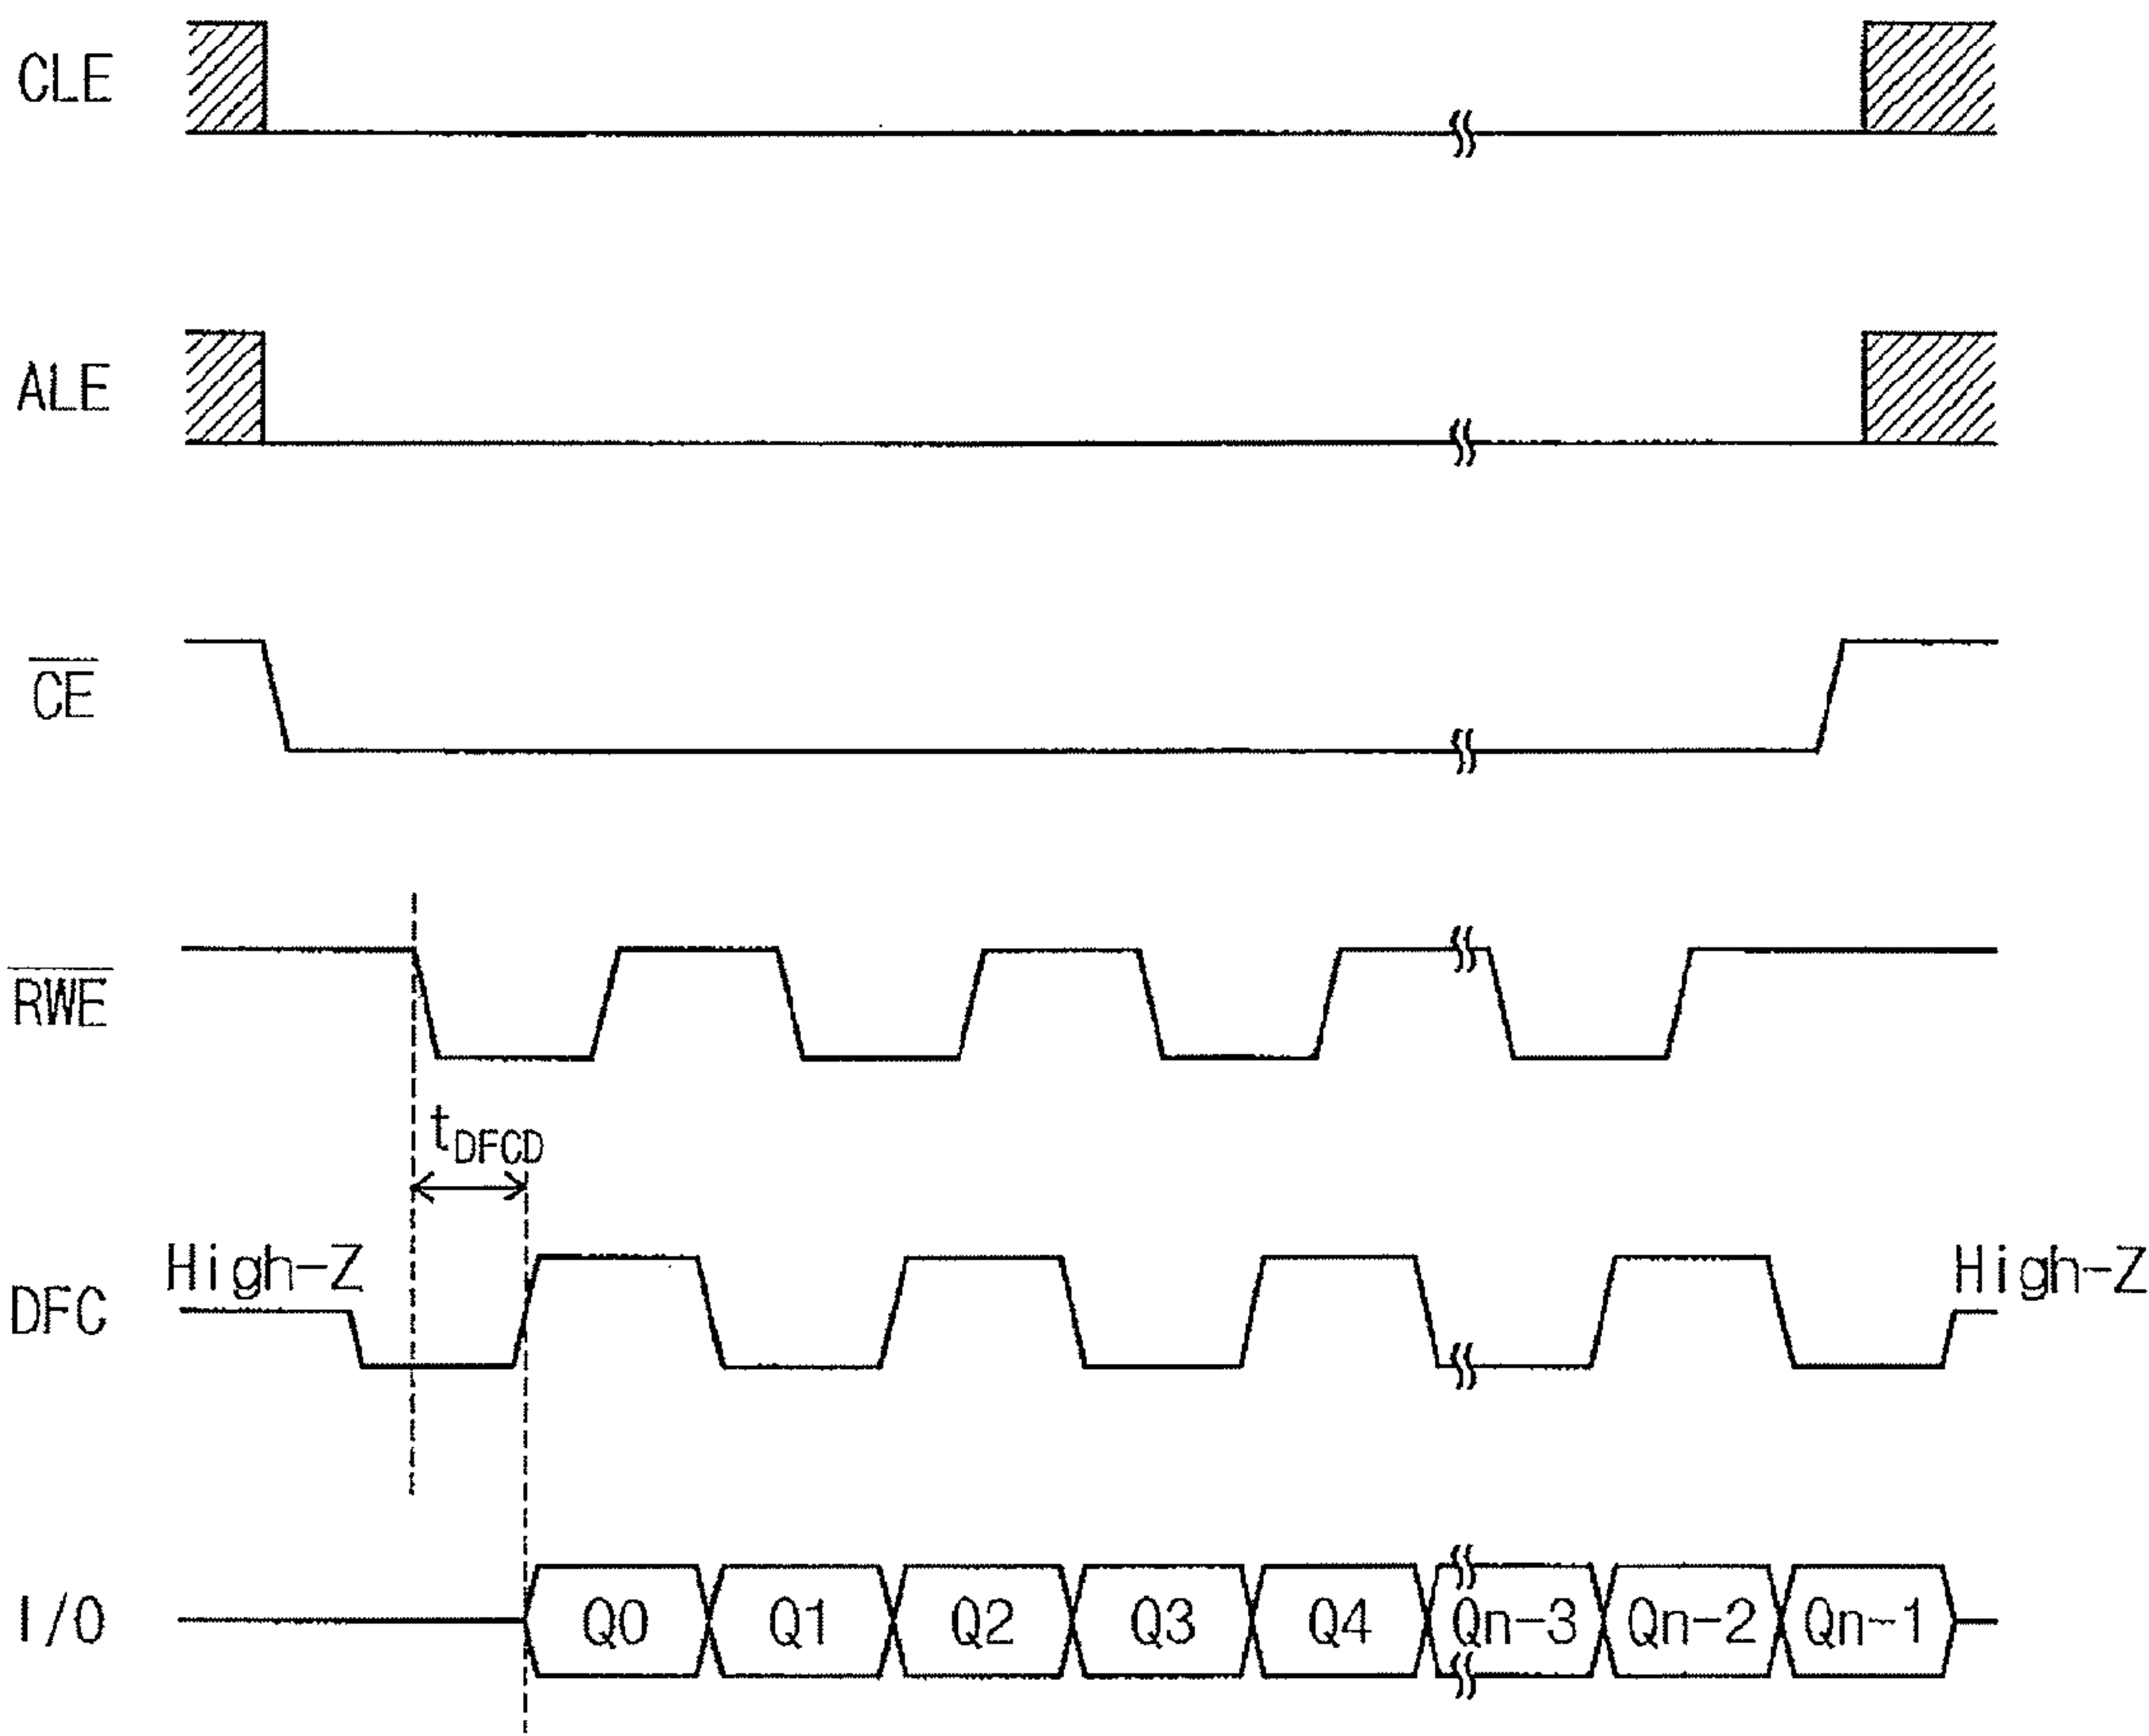 CLE
ALE
CE
RWE
tDFCD
High-Z
High-Z
DFC
I/O
Q0
Q1
Q2
Q3
Q4
Qn-3
Qn-2
Qn-1